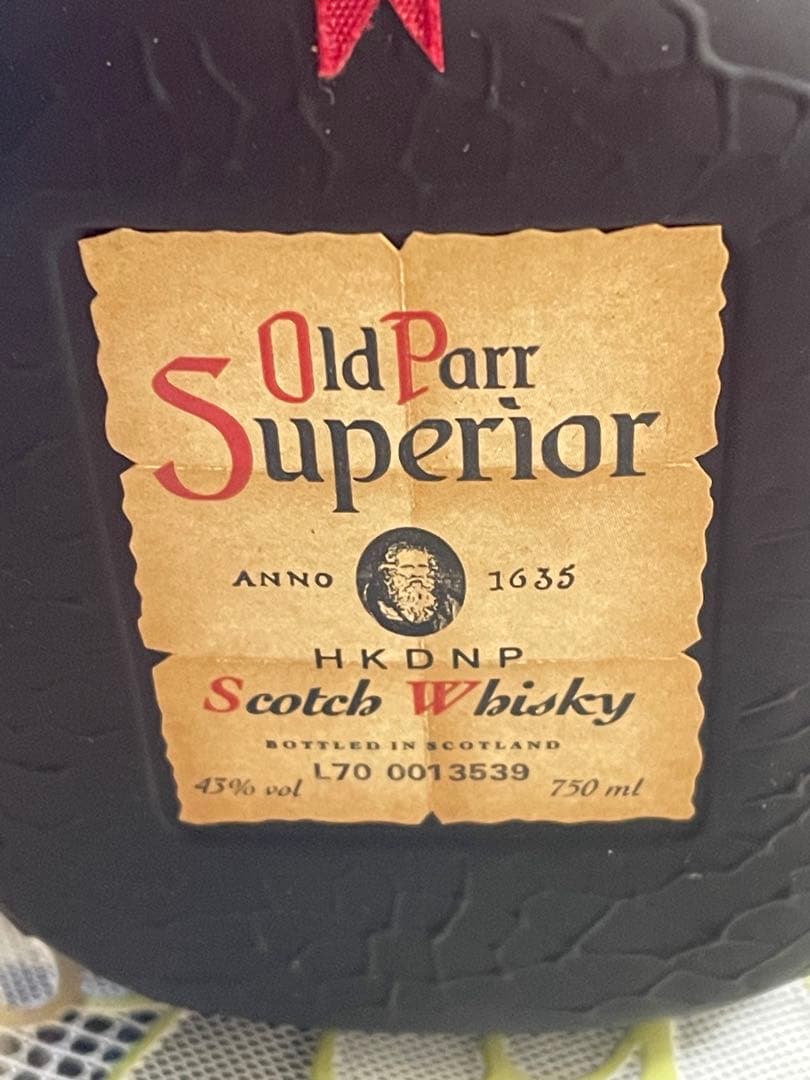 Old Parr
Superior
ANNO 1635
HKDNP
Scotch Whisky
BOTTLED IN SCOTLAND
43% vol L70 0013539 750 ml